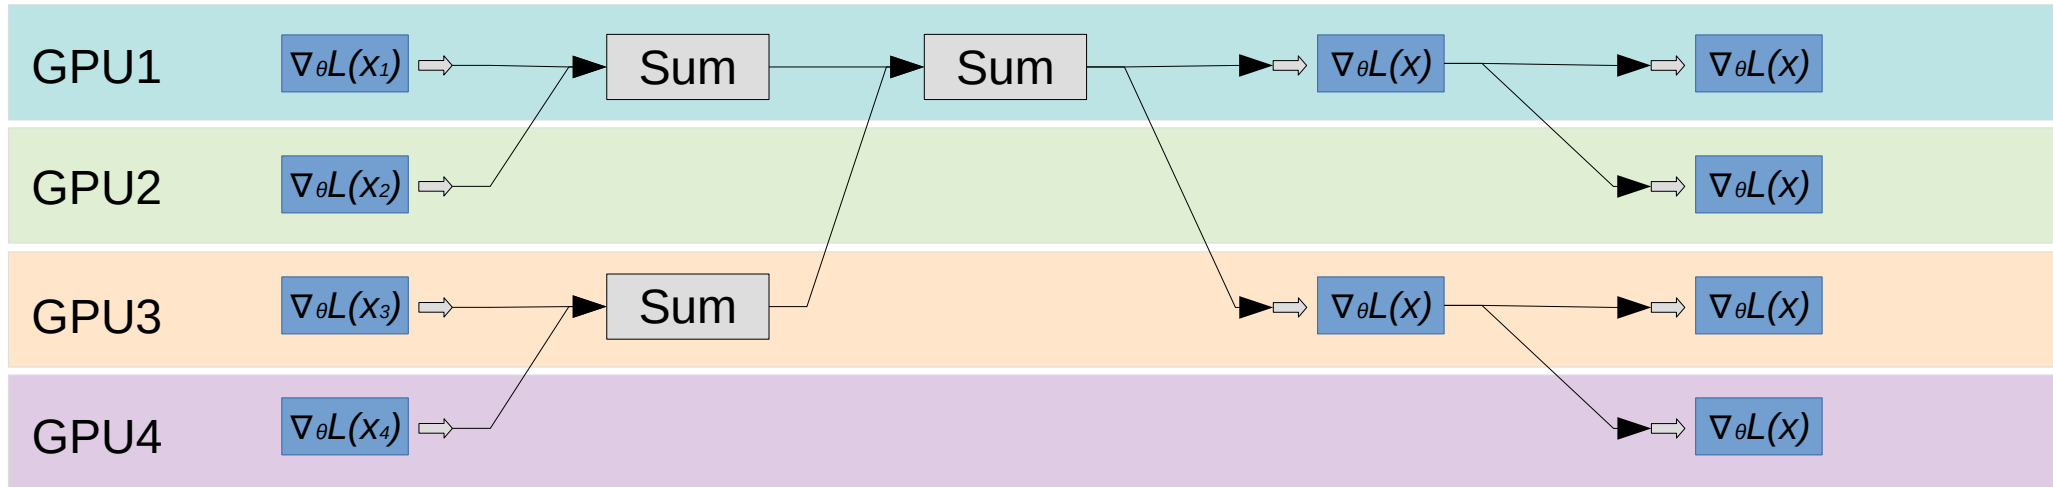 GPU1 ∇θL(x1) Sum Sum ∇θL(x) ∇θL(x)
GPU2 ∇θL(x2) ∇θL(x)
GPU3 ∇θL(x3) Sum ∇θL(x) ∇θL(x)
GPU4 ∇θL(x4) ∇θL(x)